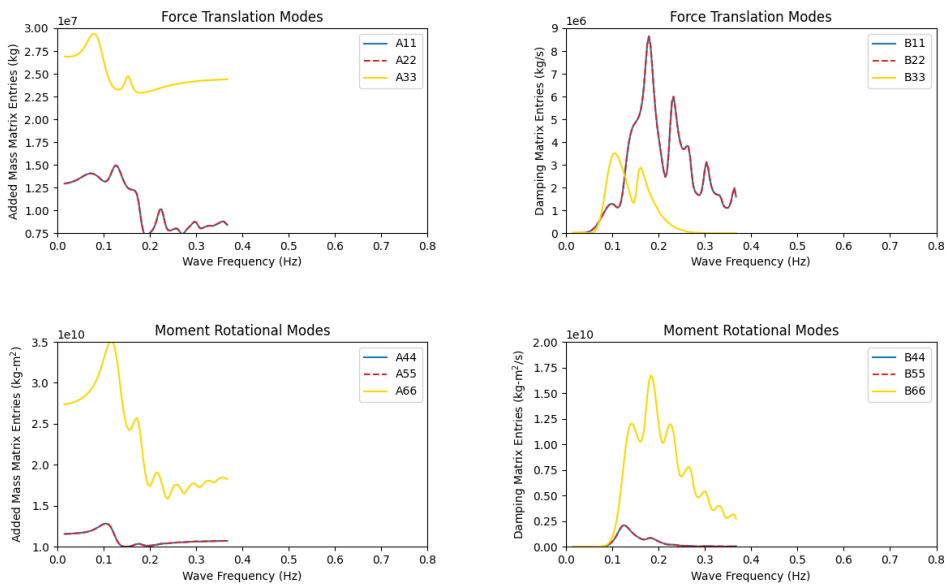 Force Translation Modes
1e7
Added Mass Matrix Entries (kg)
3.00
2.75
2.50
2.25
2.00
1.75
1.50
1.25
1.00
0.75
0.0 0.1 0.2 0.3 0.4 0.5 0.6 0.7 0.8
Wave Frequency (Hz)
A11
A22
A33
Force Translation Modes
1e6
Damping Matrix Entries (kg/s)
9
8
7
6
5
4
3
2
1
0
0.0 0.1 0.2 0.3 0.4 0.5 0.6 0.7 0.8
Wave Frequency (Hz)
B11
B22
B33
Moment Rotational Modes
1e10
Added Mass Matrix Entries (kg-m²)
3.5
3.0
2.5
2.0
1.5
1.0
0.0 0.1 0.2 0.3 0.4 0.5 0.6 0.7 0.8
Wave Frequency (Hz)
A44
A55
A66
Moment Rotational Modes
1e10
Damping Matrix Entries (kg-m²/s)
2.00
1.75
1.50
1.25
1.00
0.75
0.50
0.25
0.00
0.0 0.1 0.2 0.3 0.4 0.5 0.6 0.7 0.8
Wave Frequency (Hz)
B44
B55
B66